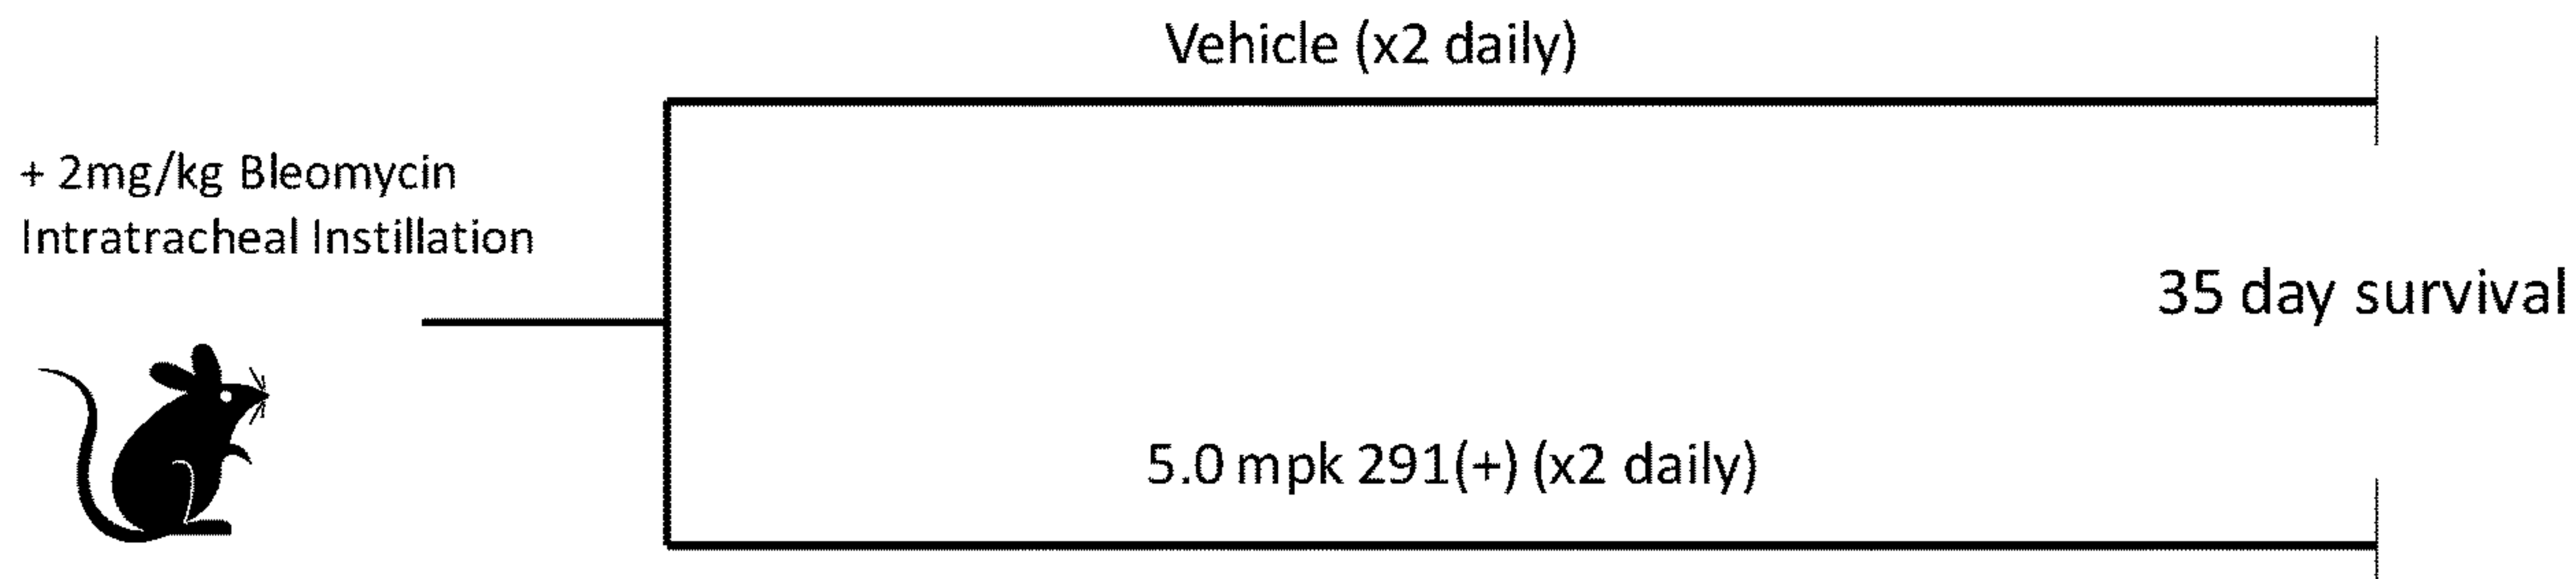 Vehicle (x2 daily)
+ 2mg/kg Bleomycin
Intratracheal Instillation
35 day survival
5.0 mpk 291(+) (x2 daily)